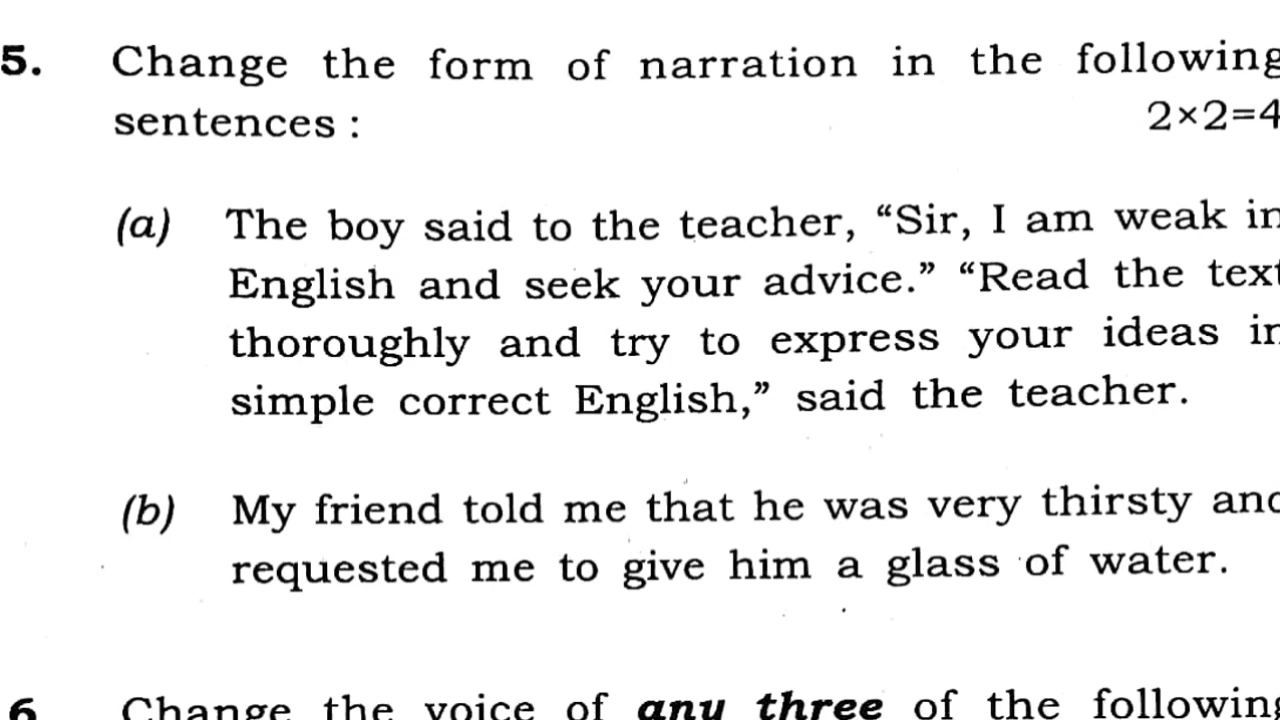 5. Change the form of narration in the following
sentences : 2×2=4
(a) The boy said to the teacher, “Sir, I am weak in
English and seek your advice.” “Read the text
thoroughly and try to express your ideas in
simple correct English,” said the teacher.
(b) My friend told me that he was very thirsty and
requested me to give him a glass of water.
6 Change the voice of any three of the following